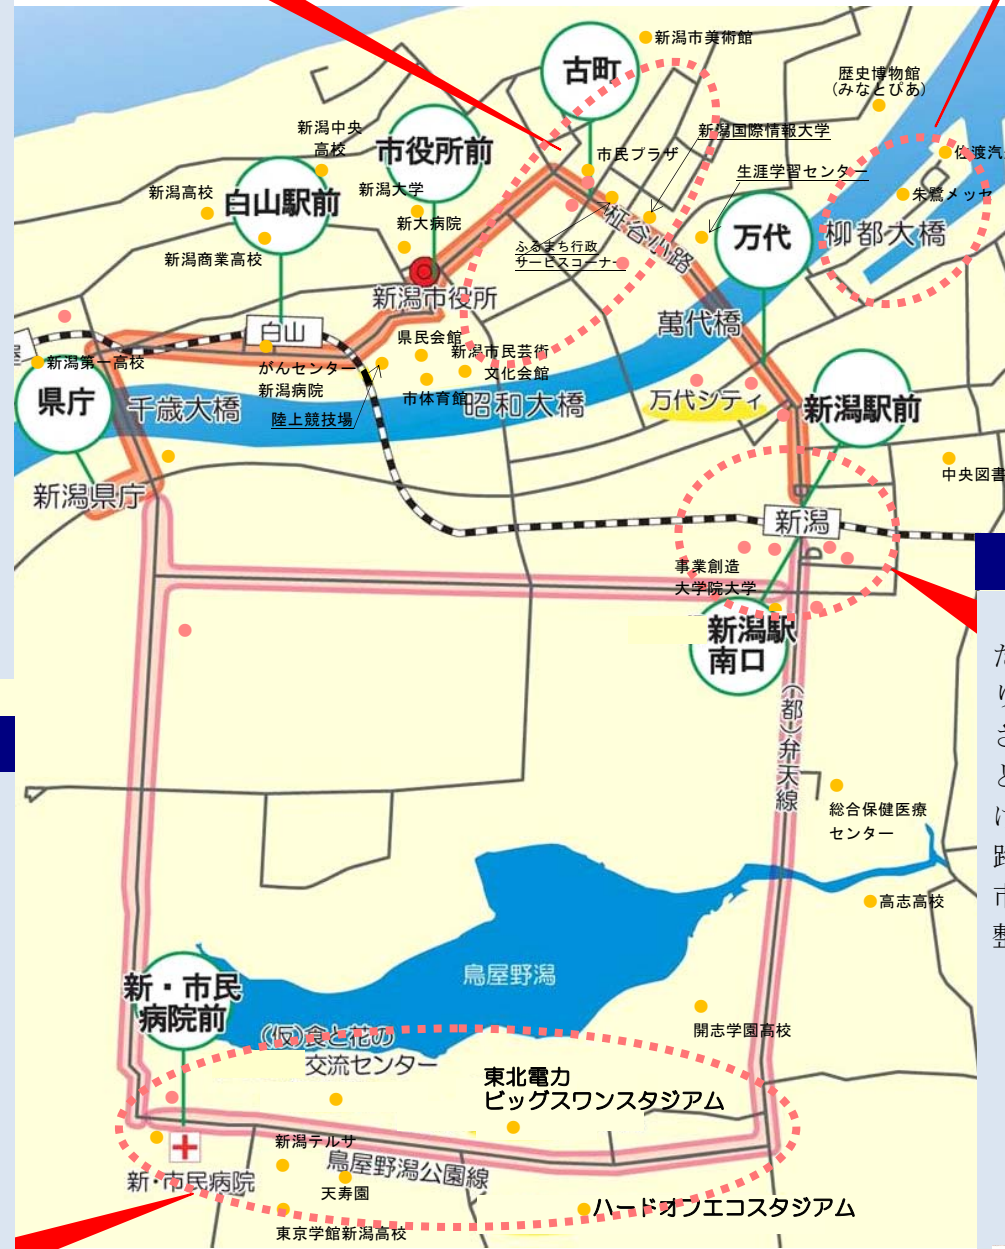 新潟市美術館
古町
歴史博物館
(みなとぴあ)
新潟中央
高校
市役所前
新潟国際情報大学
市民プラザ
生涯学習センター
佐渡汽
新潟高校
白山駅前
新潟大学
新大病院
朱鷺メッセ
柾谷小路
万代
柳都大橋
新潟商業高校
ふるまち行政
サービスコーナー
新潟市役所
白山
萬代橋
県民会館
新潟市民芸術
文化会館
新潟第一高校
がんセンター
新潟病院
市体育館
昭和大橋
県庁
千歳大橋
陸上競技場
万代シティ
新潟駅前
新潟県庁
中央図書
新潟
事業創造
大学院大学
新潟駅
南口
(都)弁天線
総合保健医療
センター
高志高校
鳥屋野潟
新・市民
病院前
開志学園高校
(仮)食と花の
交流センター
東北電力
ビッグスワンスタジアム
新潟テルサ
鳥屋野潟公園線
新・市民病院
天寿園
ハードオンエコスタジアム
東京学館新潟高校
た
り
さ
と
け
路
市
整